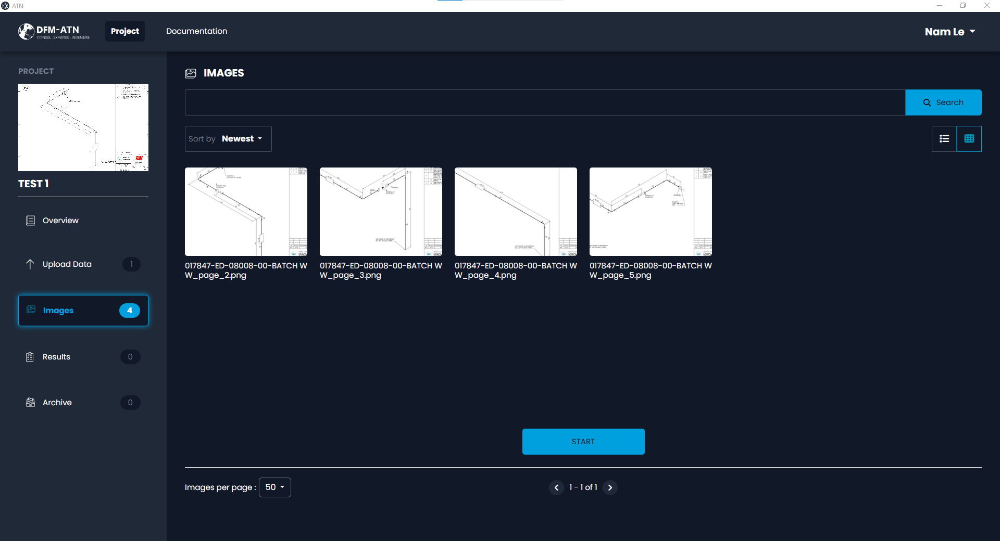 ATN
DFM-ATN
CONSEIL . EXPERTISE . INGENIERIE
Project
Documentation
Nam Le
PROJECT
TEST 1
Overview
Upload Data
1
Images
4
Results
0
Archive
0
IMAGES
Search
Sort by Newest
017847-ED-08008-00-BATCH W
W_page_2.png
017847-ED-08008-00-BATCH W
W_page_3.png
017847-ED-08008-00-BATCH W
W_page_4.png
017847-ED-08008-00-BATCH W
W_page_5.png
START
Images per page : 50
1 - 1 of 1